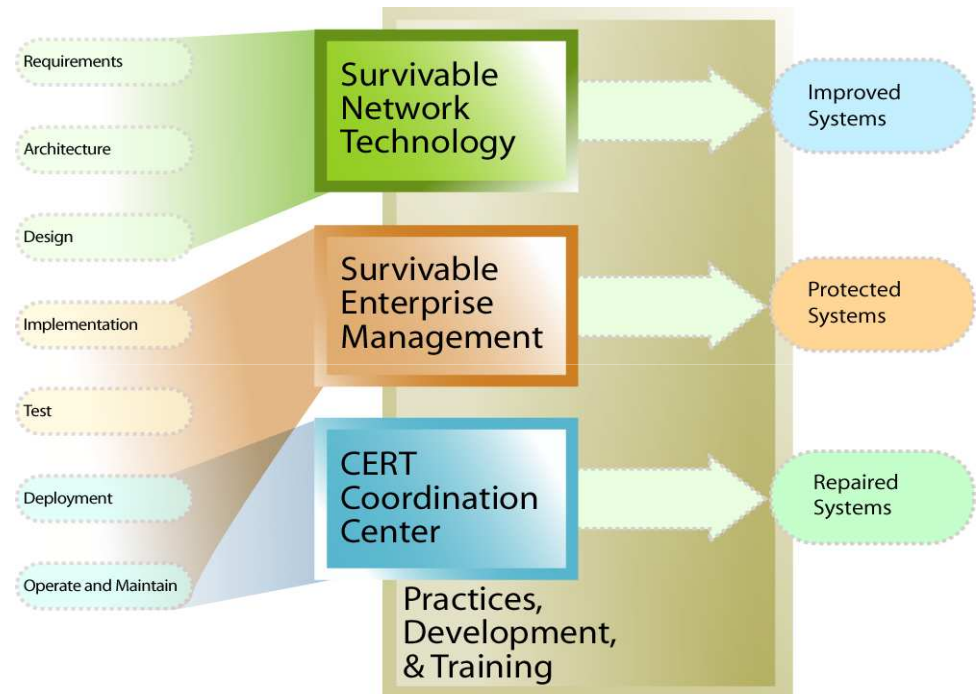 Requirements
Architecture
Design
Implementation
Test
Deployment
Operate and Maintain
Survivable
Network
Technology
Survivable
Enterprise
Management
CERT
Coordination
Center
Practices,
Development,
& Training
Improved
Systems
Protected
Systems
Repaired
Systems